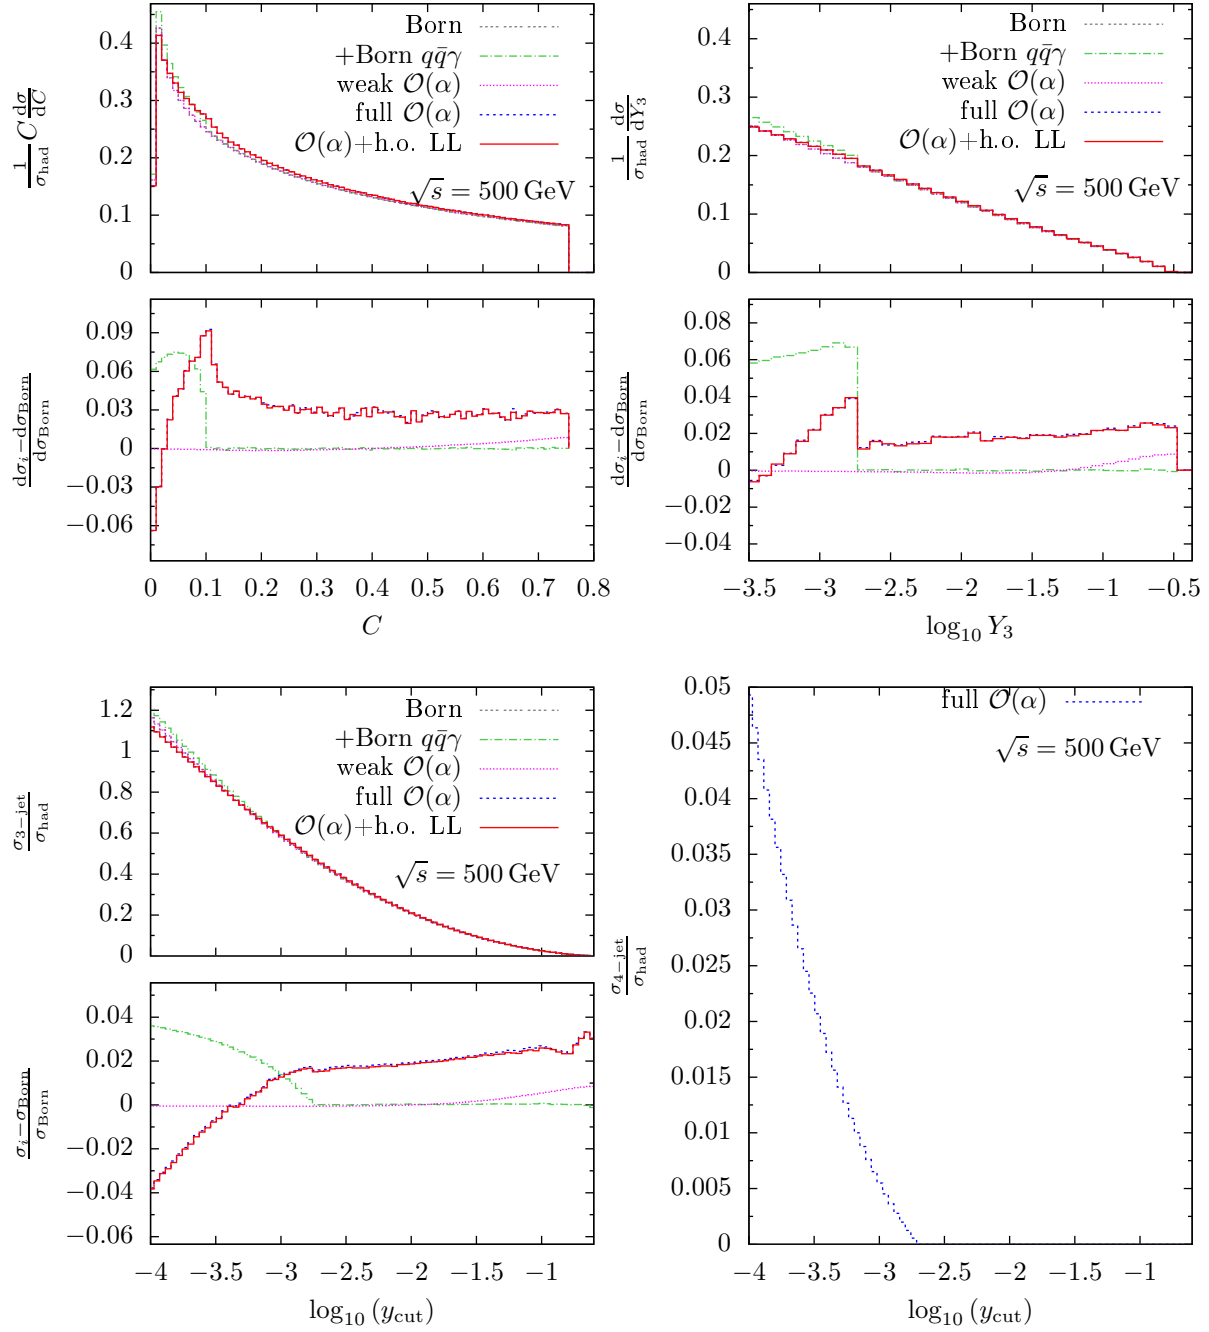 1/σ_had C dσ/dC
0.4
0.3
0.2
0.1
0
Born
+Born qq̄γ
weak 𝒪(α)
full 𝒪(α)
𝒪(α)+h.o. LL
√s = 500 GeV
dσ_i−dσ_Born / dσ_Born
0.09
0.06
0.03
0
−0.03
−0.06
0 0.1 0.2 0.3 0.4 0.5 0.6 0.7 0.8
C
1/σ_had dσ/dY_3
0.4
0.3
0.2
0.1
0
Born
+Born qq̄γ
weak 𝒪(α)
full 𝒪(α)
𝒪(α)+h.o. LL
√s = 500 GeV
dσ_i−dσ_Born / dσ_Born
0.08
0.06
0.04
0.02
0
−0.02
−0.04
−3.5 −3 −2.5 −2 −1.5 −1 −0.5
log_10 Y_3
σ_3−jet / σ_had
1.2
1
0.8
0.6
0.4
0.2
0
Born
+Born qq̄γ
weak 𝒪(α)
full 𝒪(α)
𝒪(α)+h.o. LL
√s = 500 GeV
σ_i−σ_Born / σ_Born
0.04
0.02
0
−0.02
−0.04
−0.06
−4 −3.5 −3 −2.5 −2 −1.5 −1
log_10 (y_cut)
σ_4−jet / σ_had
0.05
0.045
0.04
0.035
0.03
0.025
0.02
0.015
0.01
0.005
0
full 𝒪(α)
√s = 500 GeV
−4 −3.5 −3 −2.5 −2 −1.5 −1
log_10 (y_cut)